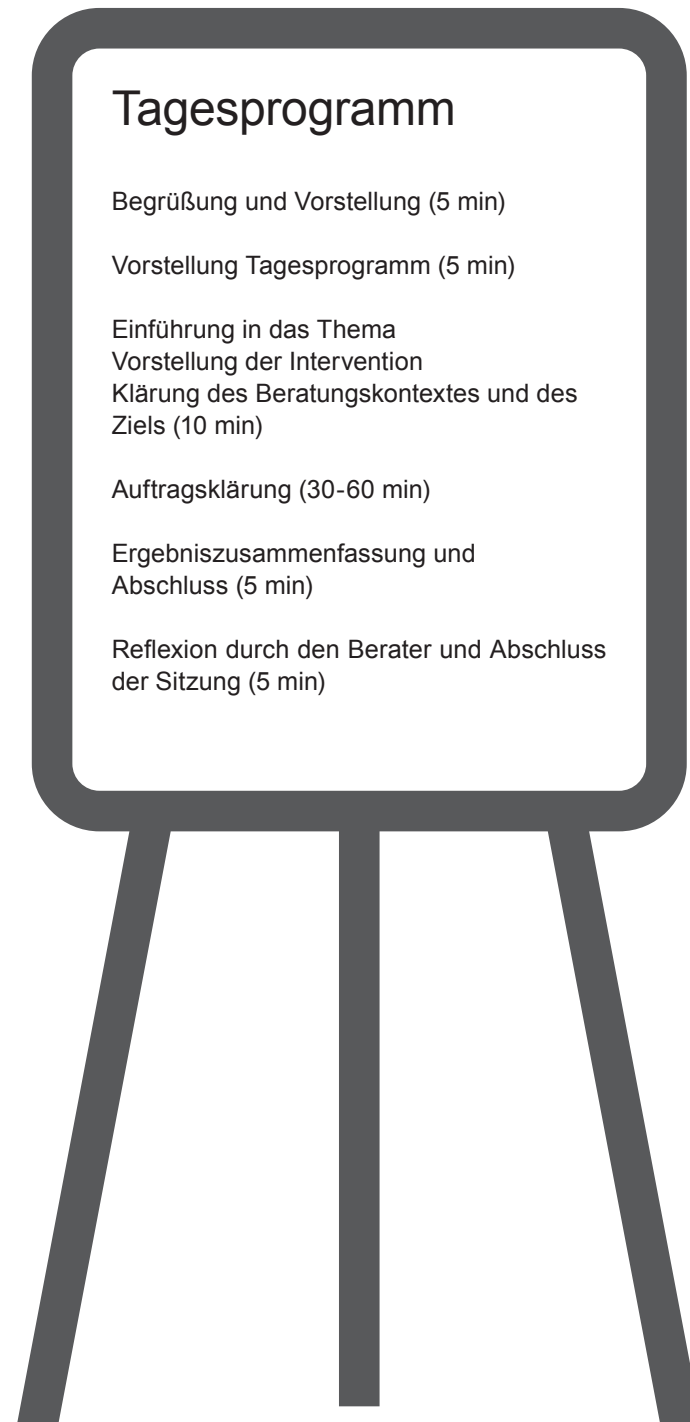 Tagesprogramm
Begrüßung und Vorstellung (5 min)
Vorstellung Tagesprogramm (5 min)
Einführung in das Thema
Vorstellung der Intervention
Klärung des Beratungskontextes und des
Ziels (10 min)
Auftragsklärung (30-60 min)
Ergebniszusammenfassung und
Abschluss (5 min)
Reflexion durch den Berater und Abschluss
der Sitzung (5 min)